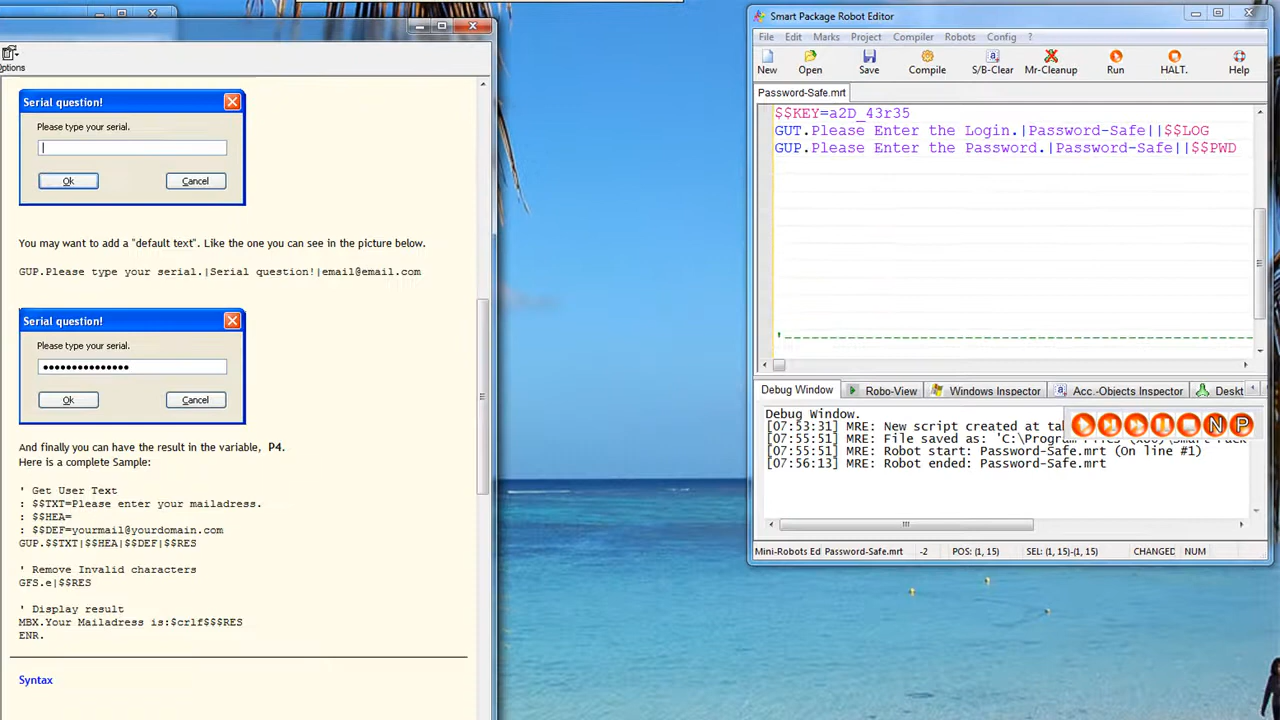 ptions
Serial question!
Please type your serial.
Ok Cancel
You may want to add a "default text". Like the one you can see in the picture below.
GUP.Please type your serial.|Serial question!|email@email.com
Serial question!
Please type your serial.
Ok Cancel
And finally you can have the result in the variable, P4.
Here is a complete Sample:
' Get User Text
: $$TXT=Please enter your mailadress.
: $$HEA=
: $$DEF=yourmail@yourdomain.com
GUP.$$TXT|$$HEA|$$DEF|$$RES
' Remove Invalid characters
GFS.e|$$RES
' Display result
MBX.Your Mailadress is:$crlf$$$RES
ENR.
Syntax
Smart Package Robot Editor
File Edit Marks Project Compiler Robots Config ?
New Open Save Compile S/B-Clear Mr-Cleanup Run HALT. Help
Password-Safe.mrt
$$KEY=a2D_43r35
GUT.Please Enter the Login.|Password-Safe||$$LOG
GUP.Please Enter the Password.|Password-Safe||$$PWD
Debug Window Robo-View Windows Inspector Acc.-Objects Inspector Deskt
Debug Window.
[07:53:31] MRE: New script created at tab
[07:55:51] MRE: File saved as: 'C:\Program Files (x86)\Smart Pack
[07:55:51] MRE: Robot start: Password-Safe.mrt (On line #1)
[07:56:13] MRE: Robot ended: Password-Safe.mrt
N P
Mini-Robots Ed Password-Safe.mrt -2 POS: (1, 15) SEL: (1, 15)-(1, 15) CHANGED NUM